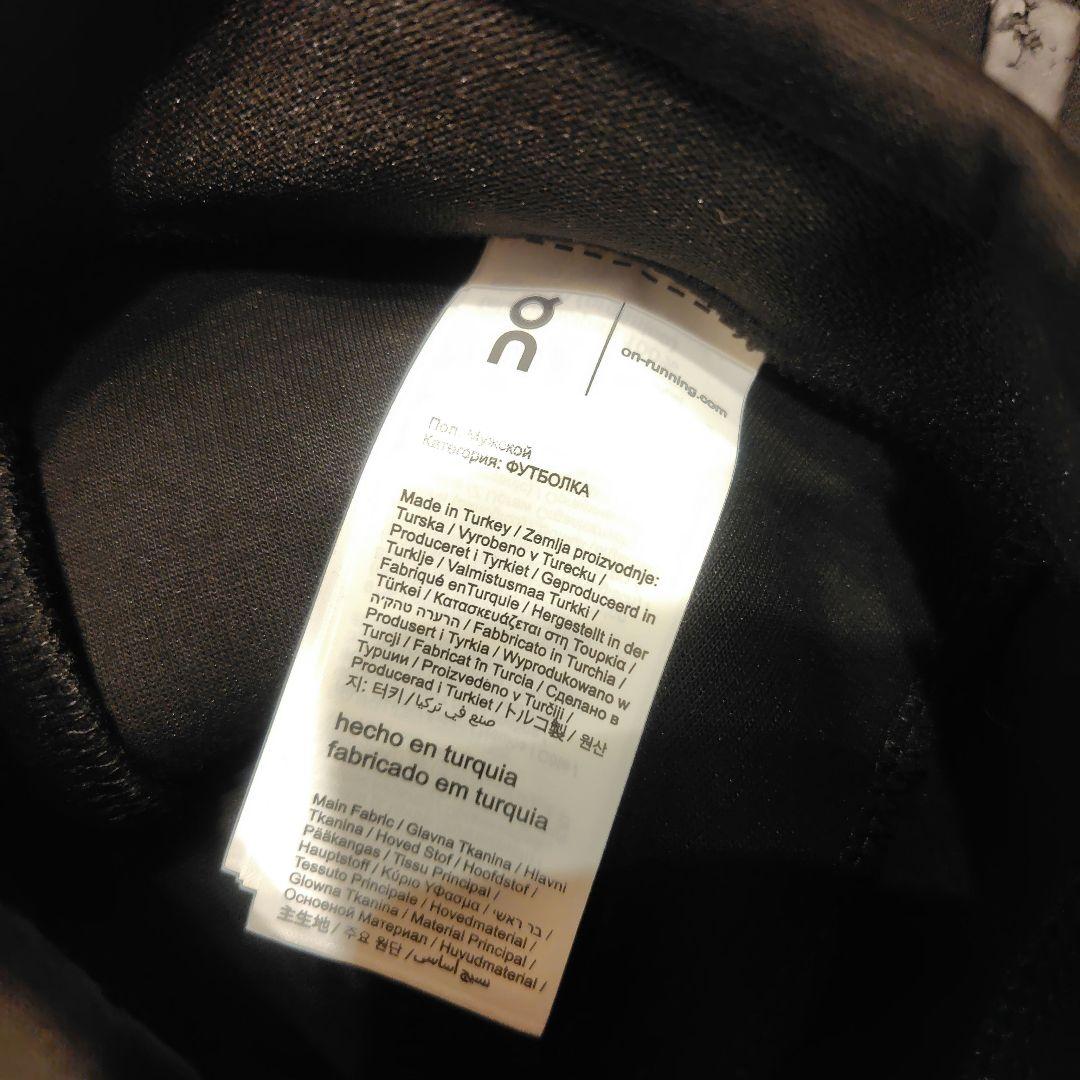 on
on-running.com
Пол: Мужской
Категория: ФУТБОЛКА
Made in Turkey / Zemlja proizvodnje:
Turska / Vyrobeno v Turecku /
Produceret i Tyrkiet / Geproduceerd in
Turkije / Valmistusmaa Turkki /
Fabriqué enTurquie / Hergestellt in der
Türkei / Κατασκευάζεται στη Τουρκία /
Fabbricato in Turchia /
Produsert i Tyrkia / Wyprodukowano w
Turcji / Fabricat în Turcia / Сделано в
Турции / Proizvedeno v Turčiji /
Producerad i Turkiet / トルコ製 / 원산
지: 터키 / صنع في تركيا
hecho en turquia
fabricado em turquia
Main Fabric / Glavna Tkanina / Hlavni
Tkanina / Hoved Stof / Hoofdstof /
Pääkangas / Tissu Principal /
Hauptstoff / Κύριο ΥΦασμα / בד ראשי /
Tessuto Principale / Hovedmaterial /
Glowna Tkanina / Material Principal /
Основной Материал / Huvudmaterial /
主生地 / 주요 원단 / نسيج أساسي